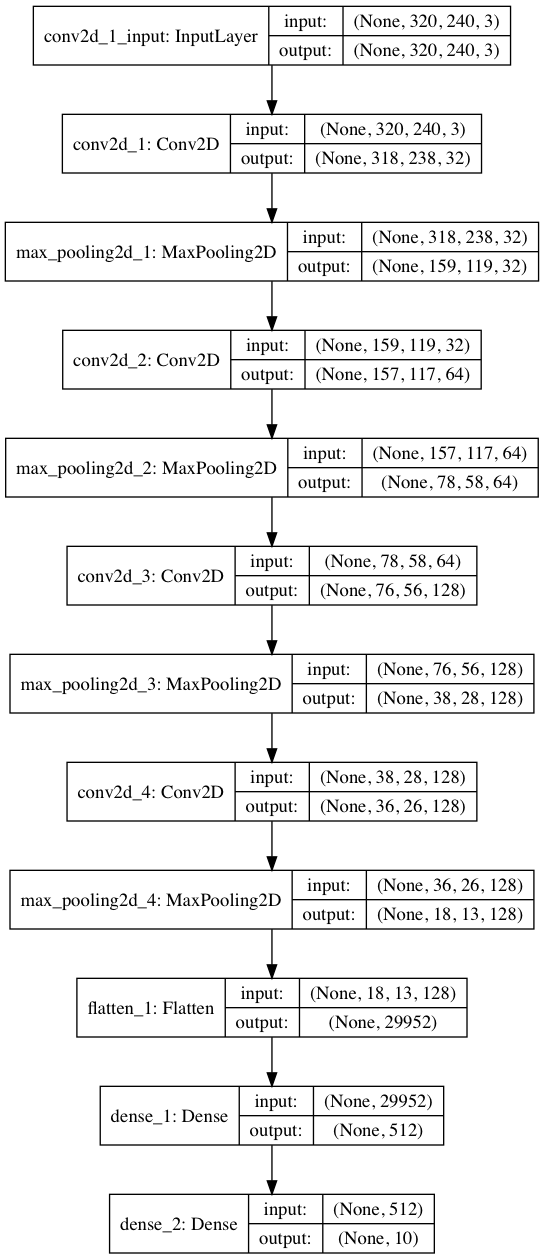 conv2d_1_input: InputLayer
input: (None, 320, 240, 3)
output: (None, 320, 240, 3)
conv2d_1: Conv2D
input: (None, 320, 240, 3)
output: (None, 318, 238, 32)
max_pooling2d_1: MaxPooling2D
input: (None, 318, 238, 32)
output: (None, 159, 119, 32)
conv2d_2: Conv2D
input: (None, 159, 119, 32)
output: (None, 157, 117, 64)
max_pooling2d_2: MaxPooling2D
input: (None, 157, 117, 64)
output: (None, 78, 58, 64)
conv2d_3: Conv2D
input: (None, 78, 58, 64)
output: (None, 76, 56, 128)
max_pooling2d_3: MaxPooling2D
input: (None, 76, 56, 128)
output: (None, 38, 28, 128)
conv2d_4: Conv2D
input: (None, 38, 28, 128)
output: (None, 36, 26, 128)
max_pooling2d_4: MaxPooling2D
input: (None, 36, 26, 128)
output: (None, 18, 13, 128)
flatten_1: Flatten
input: (None, 18, 13, 128)
output: (None, 29952)
dense_1: Dense
input: (None, 29952)
output: (None, 512)
dense_2: Dense
input: (None, 512)
output: (None, 10)